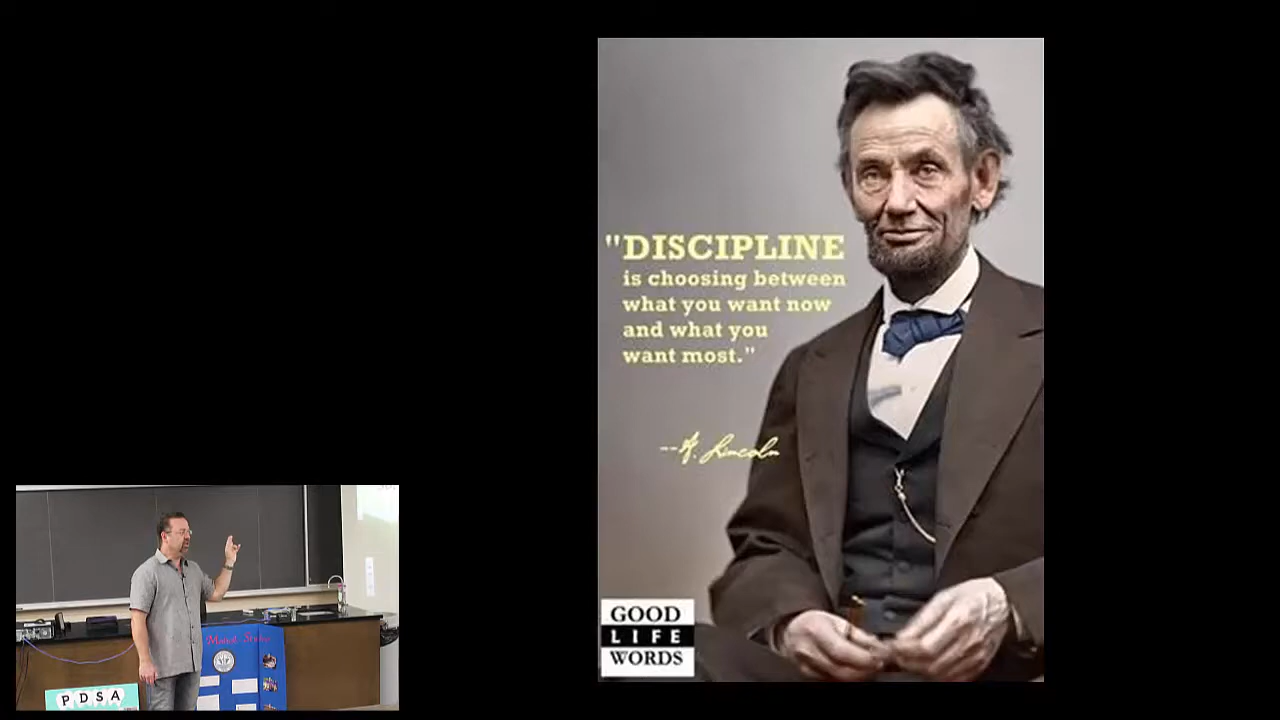 "DISCIPLINE
is choosing between
what you want now
and what you
want most."
--A. Lincoln
GOOD
LIFE
WORDS
PDSA